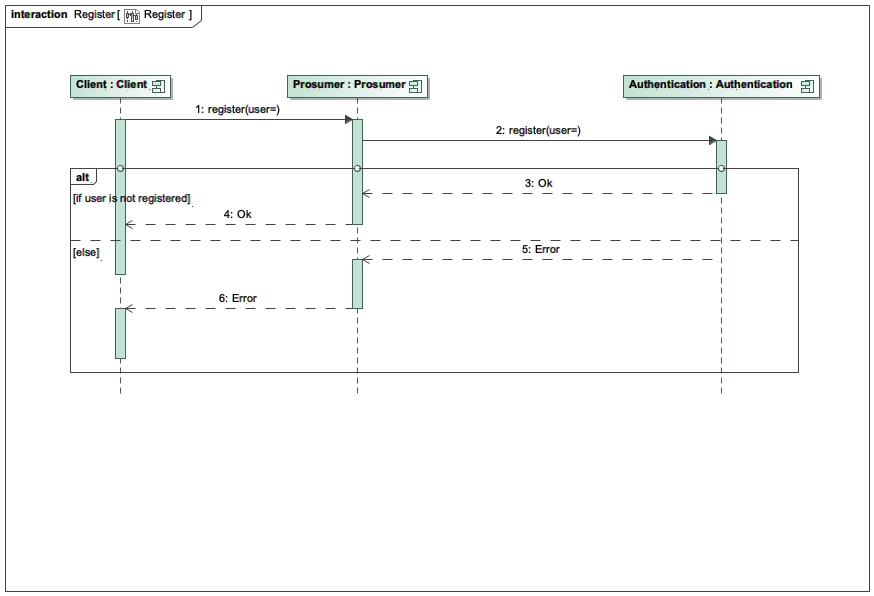 interaction Register [ Register ]
Client : Client
Prosumer : Prosumer
Authentication : Authentication
1: register(user=)
2: register(user=)
alt
3: Ok
[if user is not registered]
4: Ok
[else]
5: Error
6: Error